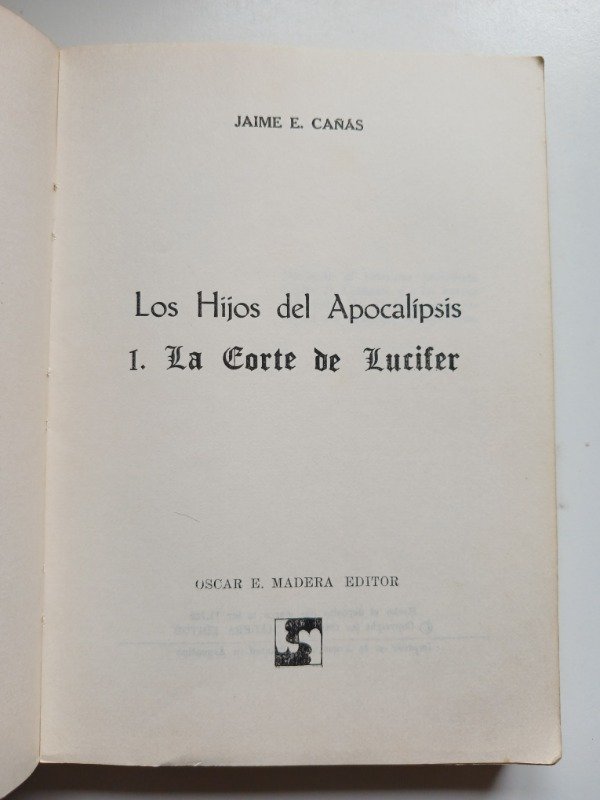 JAIME E. CAÑAS
Los Hijos del Apocalípsis
1. La Corte de Lucifer
OSCAR E. MADERA EDITOR